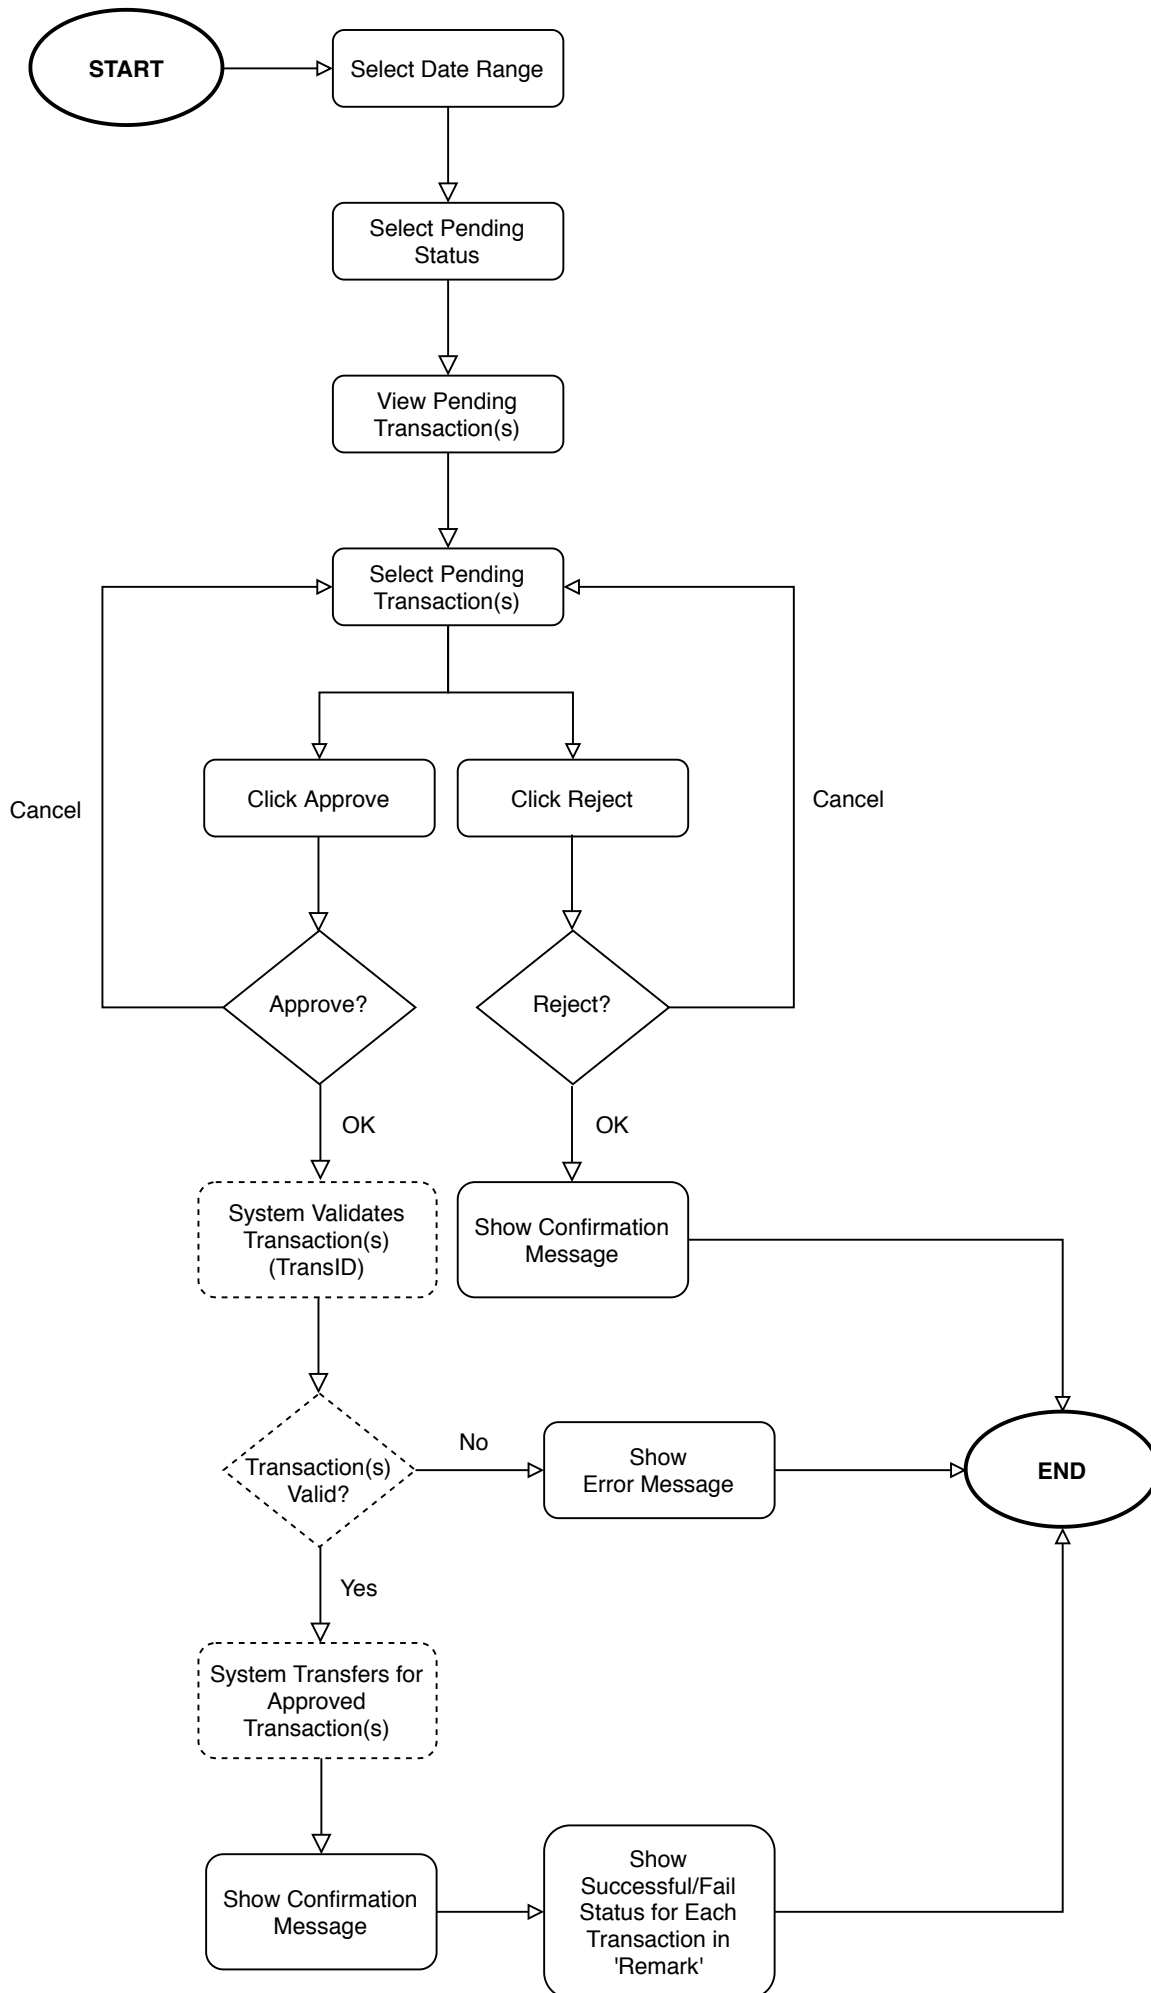 START
Select Date Range
Select Pending
Status
View Pending
Transaction(s)
Select Pending
Transaction(s)
Click Approve
Click Reject
Cancel
Cancel
Approve?
Reject?
OK
OK
System Validates
Transaction(s)
(TransID)
Show Confirmation
Message
Transaction(s)
Valid?
No
Show
Error Message
END
Yes
System Transfers for
Approved
Transaction(s)
Show Confirmation
Message
Show
Successful/Fail
Status for Each
Transaction in
'Remark'